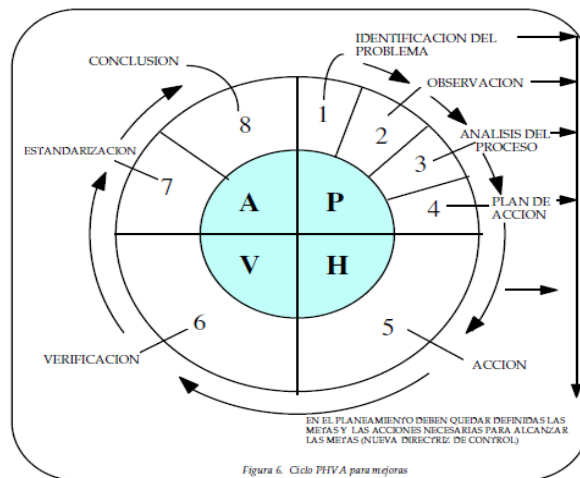 IDENTIFICACION DEL
PROBLEMA
CONCLUSION
OBSERVACION
1
8
2
ANALISIS DEL
PROCESO
ESTANDARIZACION
3
7
A
P
4
PLAN DE
ACCION
V
H
6
5
VERIFICACION
ACCION
EN EL PLANEAMIENTO DEBEN QUEDAR DEFINIDAS LAS
METAS Y LAS ACCIONES NECESARIAS PARA ALCANZAR
LAS METAS (NUEVA DIRECTRIZ DE CONTROL)
Figura 6. Ciclo PHVA para mejoras